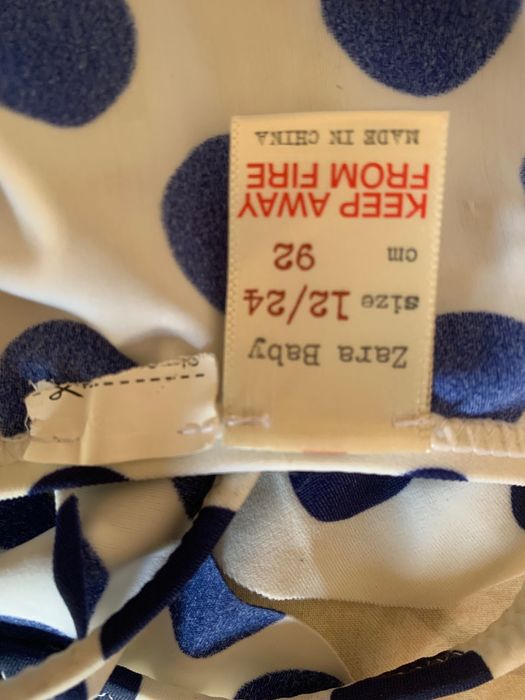 Zara Baby
size 12/24
cm 92
KEEP AWAY
FROM FIRE
MADE IN CHINA